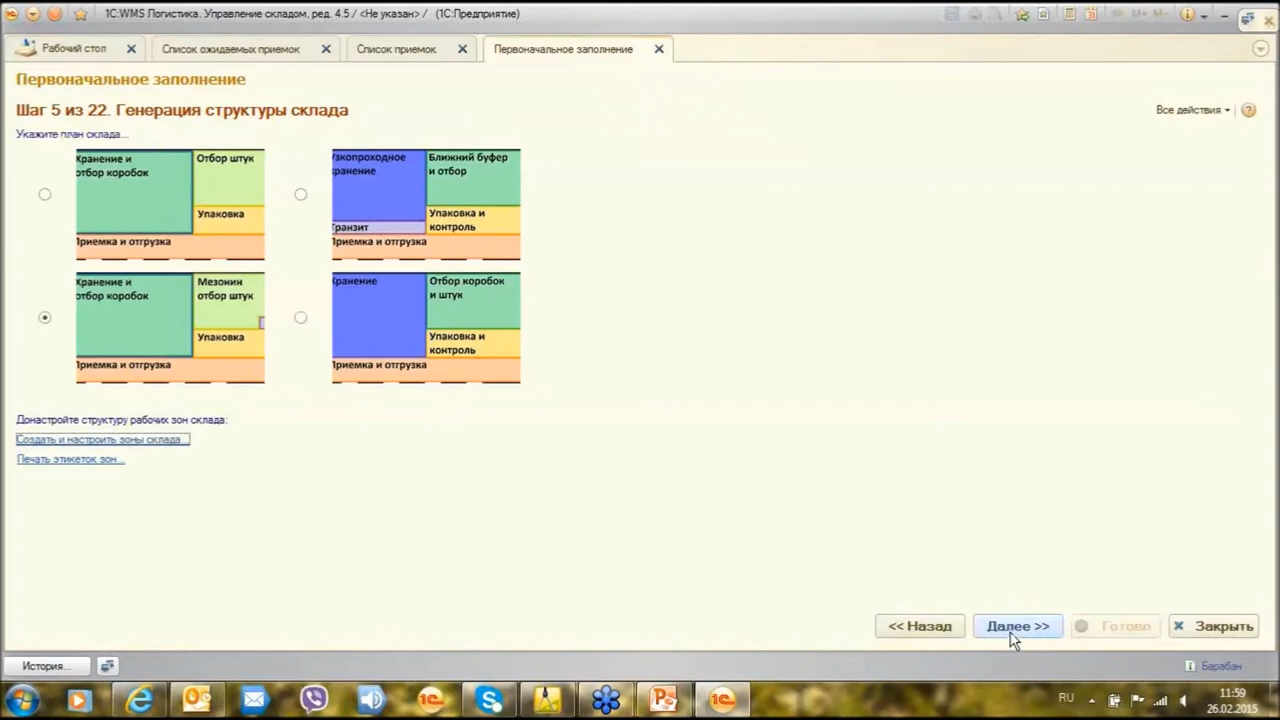 1С:WMS Логистика. Управление складом, ред. 4.5 / <Не указан> / (1С:Предприятие)
Рабочий стол
Список ожидаемых приемок
Список приемок
Первоначальное заполнение
Первоначальное заполнение
Шаг 5 из 22. Генерация структуры склада
Все действия
Укажите план склада...
Хранение и
отбор коробок
Отбор штук
Упаковка
Приемка и отгрузка
Узкопроходное
хранение
Ближний буфер
и отбор
Транзит
Упаковка и
контроль
Приемка и отгрузка
Хранение и
отбор коробок
Мезонин
отбор штук
Упаковка
Приемка и отгрузка
Хранение
Отбор коробок
и штук
Упаковка и
контроль
Приемка и отгрузка
Донастройте структуру рабочих зон склада:
Создать и настроить зоны склада...
Печать этикеток зон...
<< Назад
Далее >>
Готово
Закрыть
История...
Барабан
RU
11:59
26.02.2015